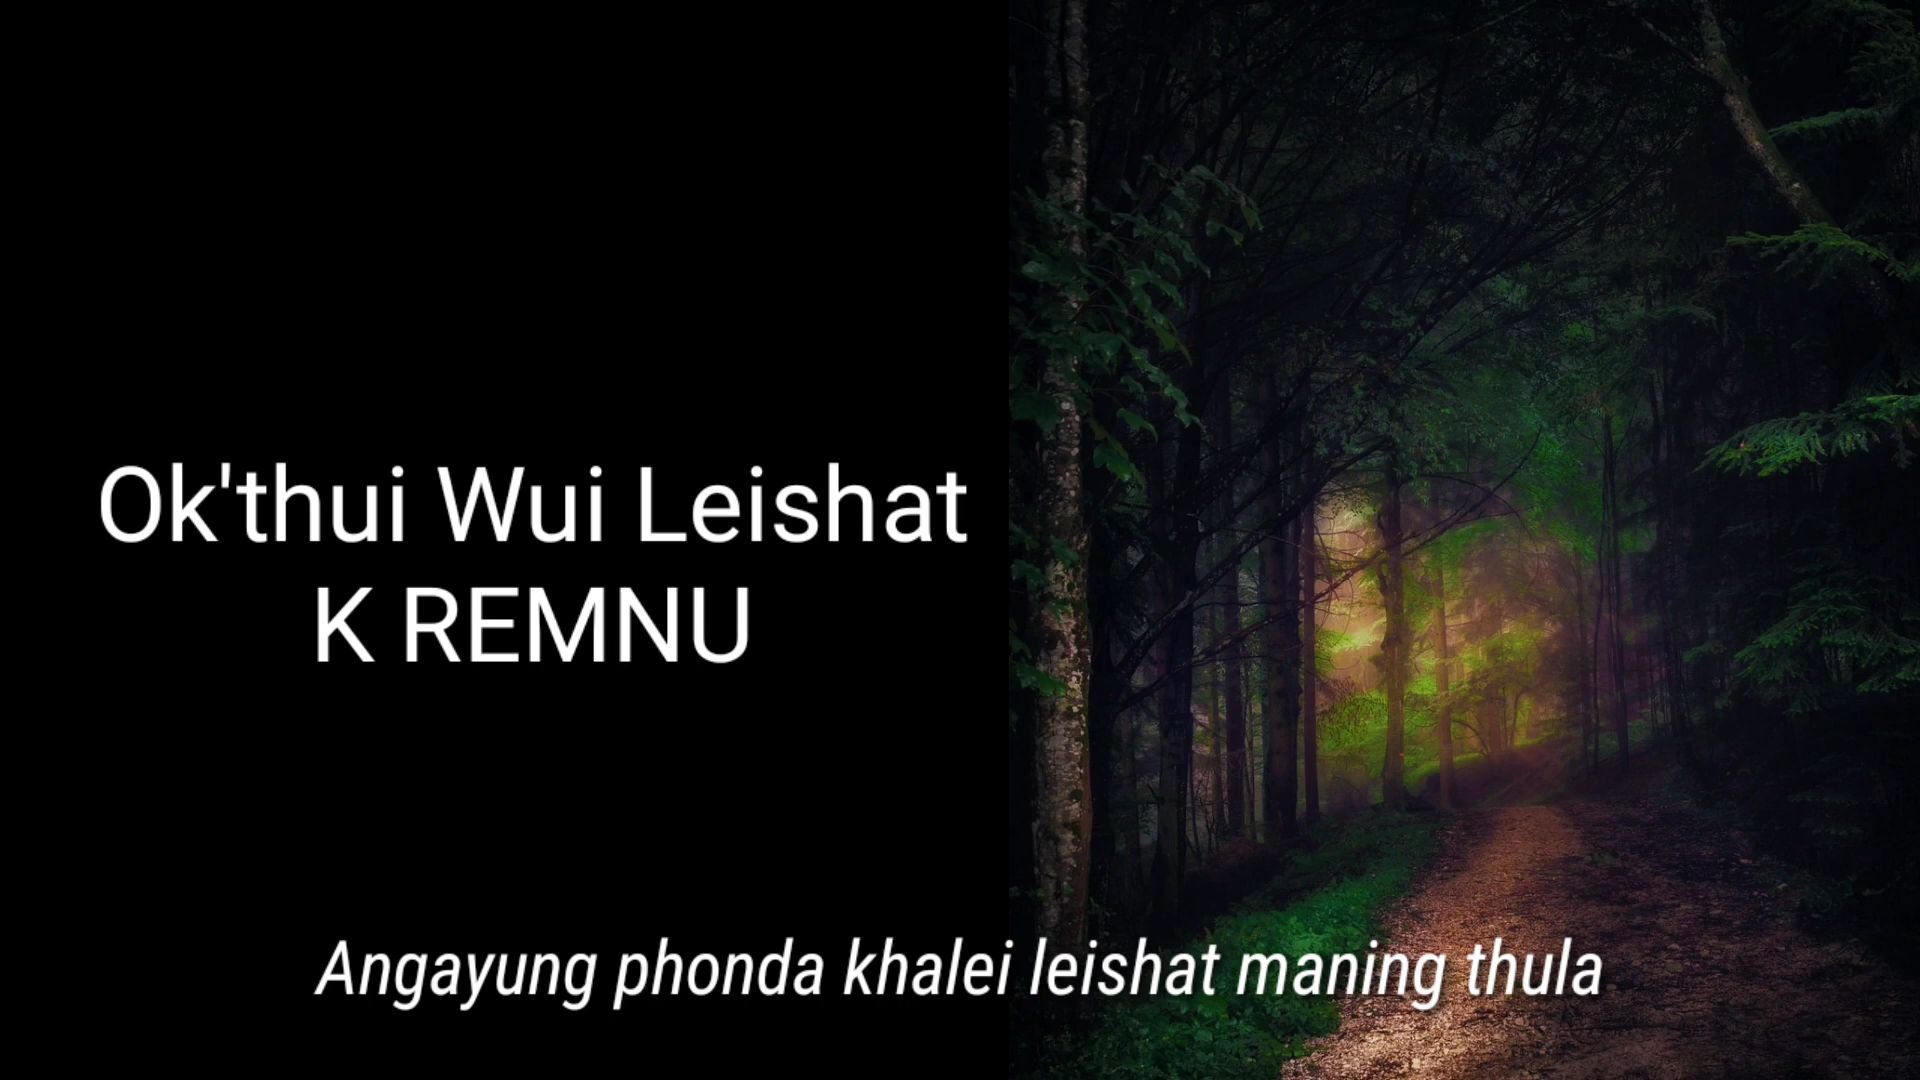 Ok'thui Wui Leishat
K REMNU
Angayung phonda khalei leishat maning thula